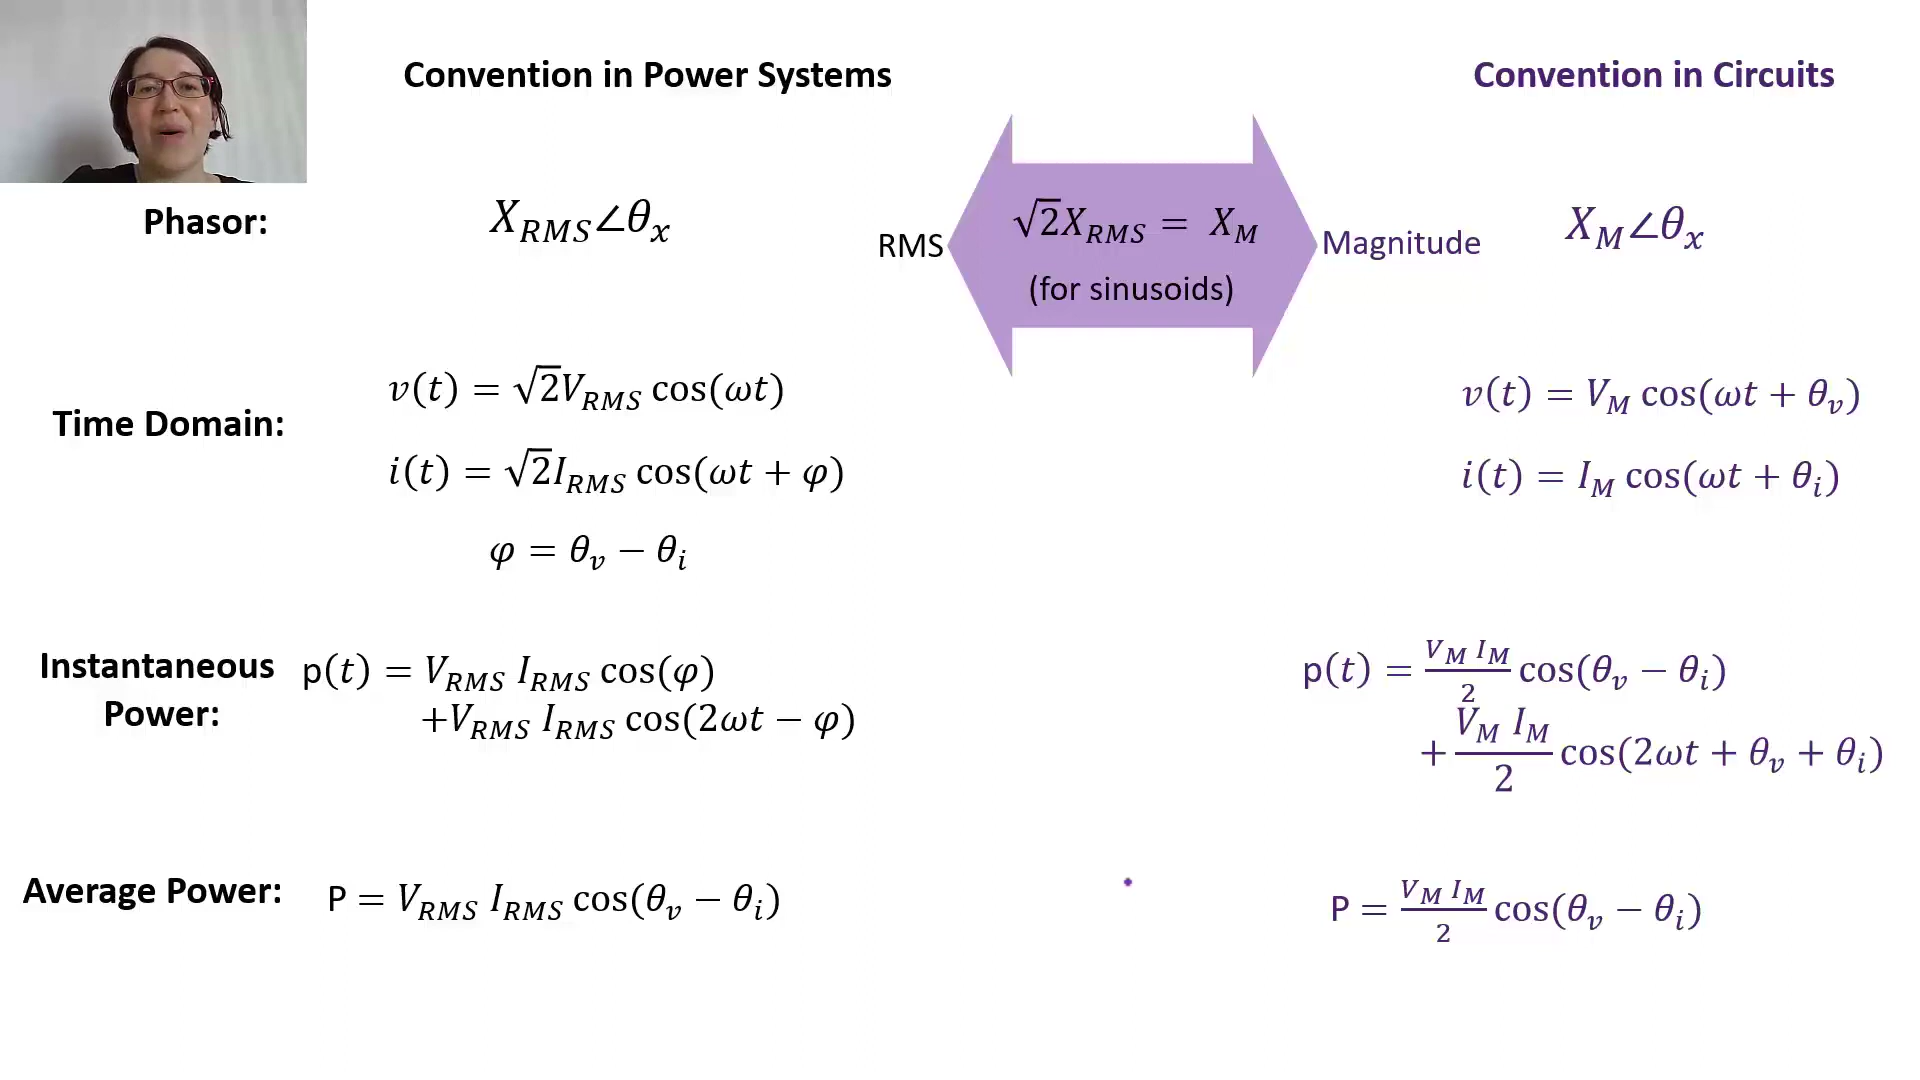 Convention in Power Systems
Convention in Circuits
Phasor:
X_RMS∠θ_x
RMS
√2X_RMS = X_M
(for sinusoids)
Magnitude
X_M∠θ_x
Time Domain:
v(t) = √2V_RMS cos(ωt)
i(t) = √2I_RMS cos(ωt + φ)
φ = θ_v − θ_i
v(t) = V_M cos(ωt + θ_v)
i(t) = I_M cos(ωt + θ_i)
Instantaneous
Power:
p(t) = V_RMS I_RMS cos(φ)
+V_RMS I_RMS cos(2ωt − φ)
p(t) = V_M I_M/2 cos(θ_v − θ_i)
+ V_M I_M/2 cos(2ωt + θ_v + θ_i)
Average Power:
P = V_RMS I_RMS cos(θ_v − θ_i)
P = V_M I_M/2 cos(θ_v − θ_i)